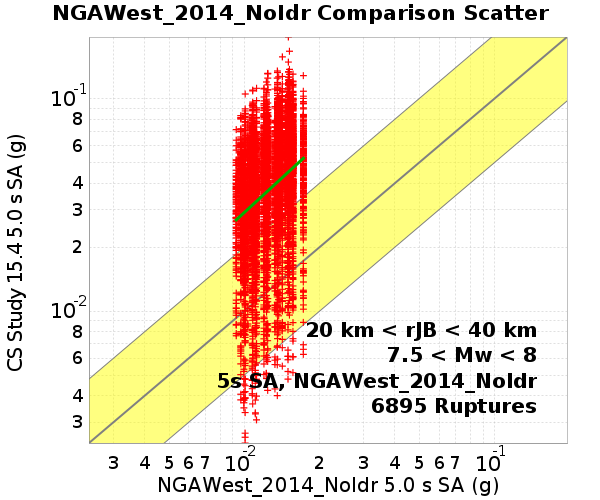 NGAWest_2014_NoIdr Comparison Scatter
CS Study 15.4 5.0 s SA (g)
10-1
8
6
4
3
2
10-2
8
6
4
3
20 km < rJB < 40 km
7.5 < Mw < 8
5s SA, NGAWest_2014_NoIdr
6895 Ruptures
3 4 5 6 7 10-2 2 3 4 5 6 7 10-1
NGAWest_2014_NoIdr 5.0 s SA (g)